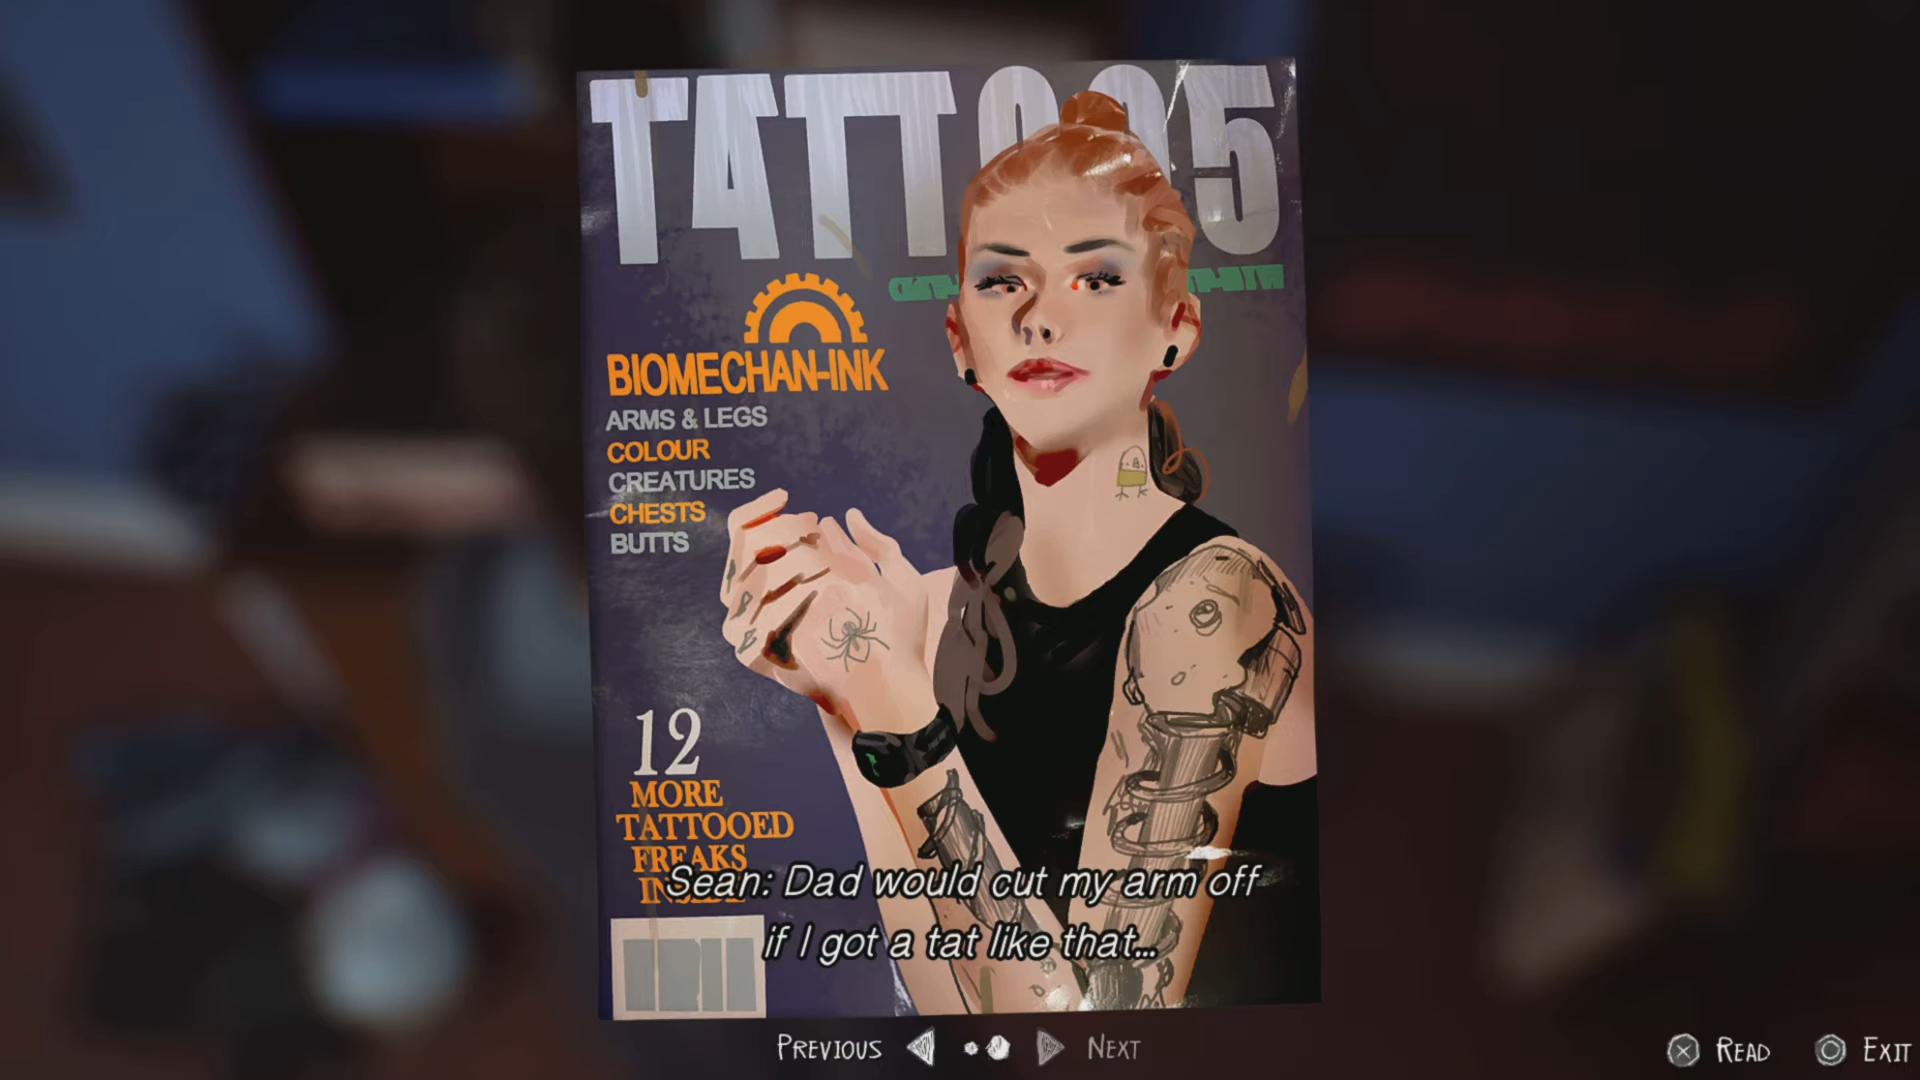 TATT005
BIOMECHAN-INK
ARMS & LEGS
COLOUR
CREATURES
CHESTS
BUTTS
12
MORE
TATTOOED
FREAKS
Sean: Dad would cut my arm off
if I got a tat like that...
PREVIOUS
NEXT
READ
EXIT